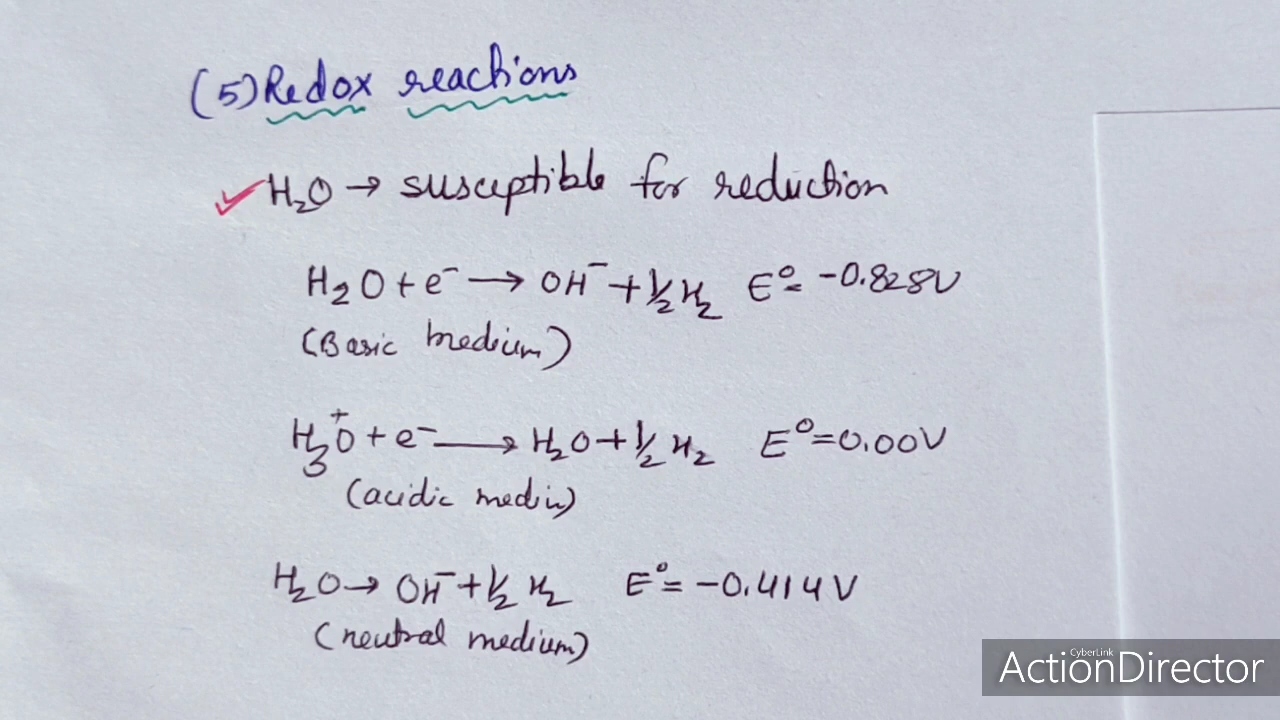 (5) Redox reactions
H₂O → susceptible for reduction
H₂O + e⁻ → OH⁻ + ½ H₂ E° = -0.828V
(Basic medium)
H₃O⁺ + e⁻ → H₂O + ½ H₂ E° = 0.00V
(acidic mediu)
H₂O → OH⁻ + ½ H₂ E° = -0.414V
(neutral medium)
CyberLink
ActionDirector